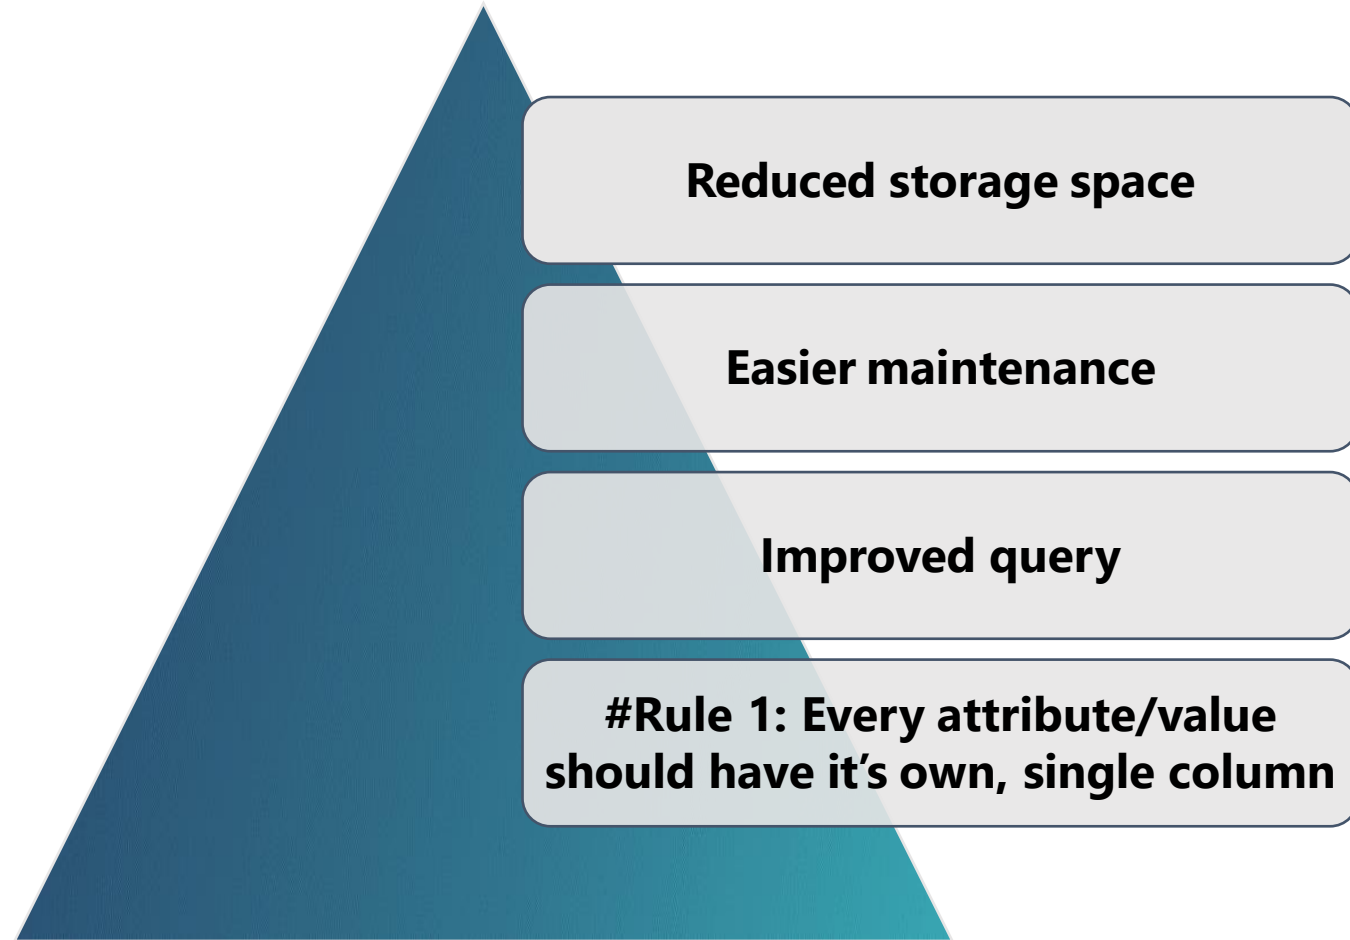 Reduced storage space
Easier maintenance
Improved query
#Rule 1: Every attribute/value
should have it’s own, single column